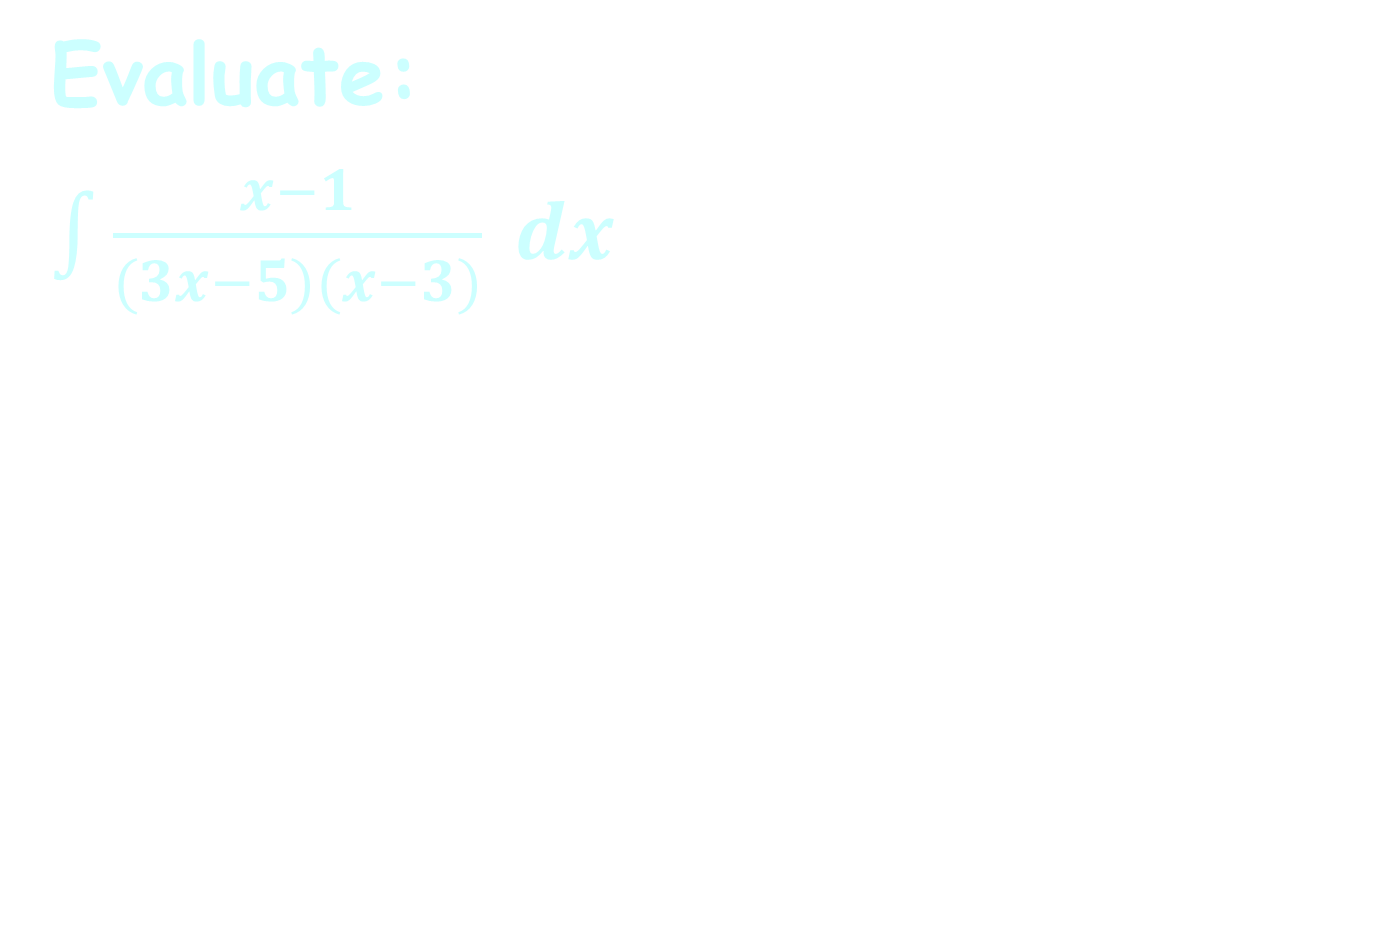 Evaluate:
∫ x−1 / (3x−5)(x−3) dx